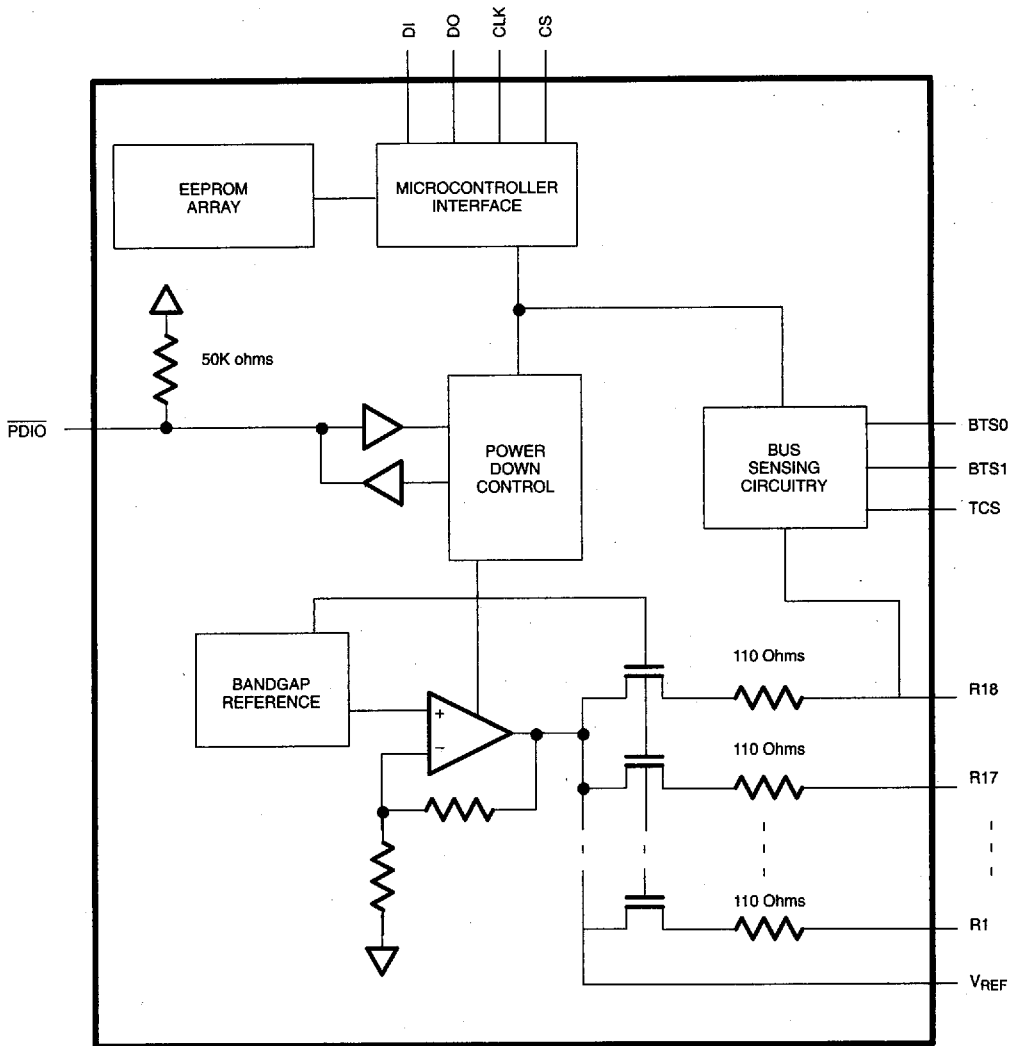 DI
DO
CLK
CS
EEPROM
ARRAY
MICROCONTROLLER
INTERFACE
50K ohms
PDIO
POWER
DOWN
CONTROL
BUS
SENSING
CIRCUITRY
BTS0
BTS1
TCS
BANDGAP
REFERENCE
+
−
110 Ohms
R18
110 Ohms
R17
110 Ohms
R1
VREF